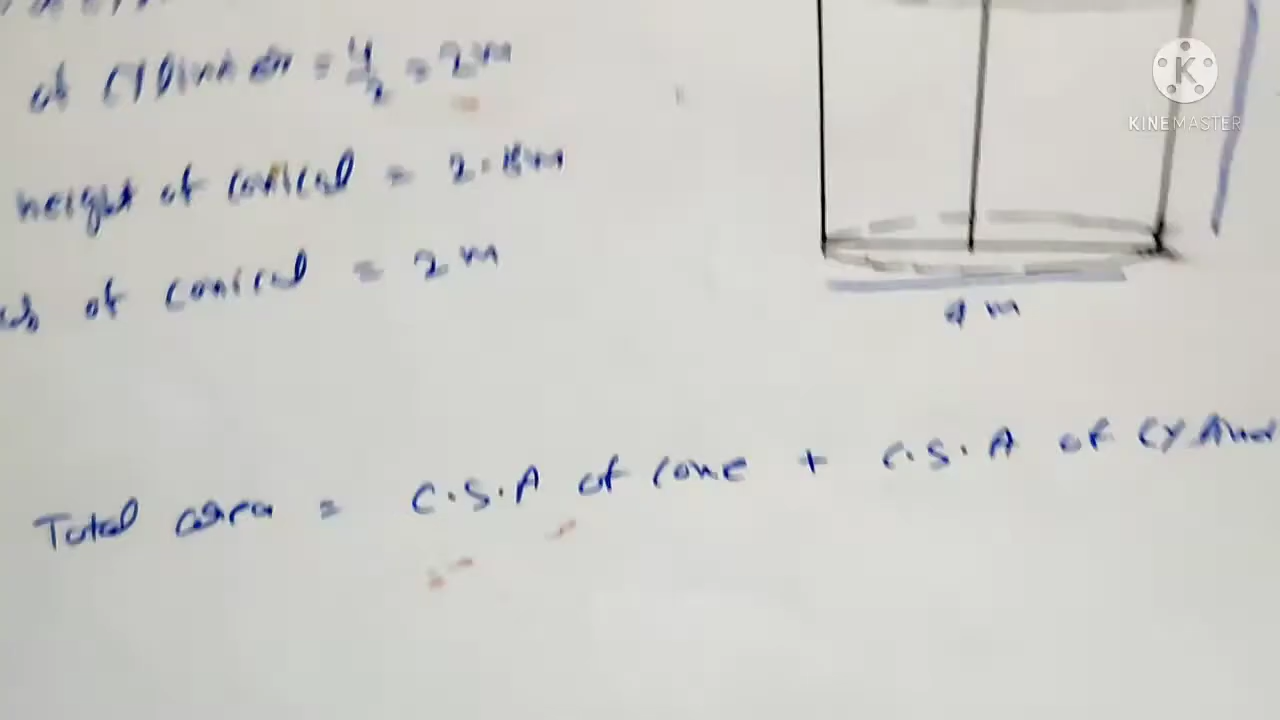 of Cylinder = 4/2 = 2m
height of conical = 2.8m
of conical = 2m
4 m
Total area = C.S.A of cone + C.S.A of Cylind
K
KINEMASTER